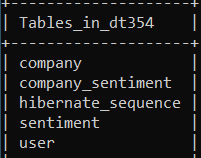 +--------------------+
| Tables_in_dt354    |
+--------------------+
| company            |
| company_sentiment  |
| hibernate_sequence |
| sentiment          |
| user               |